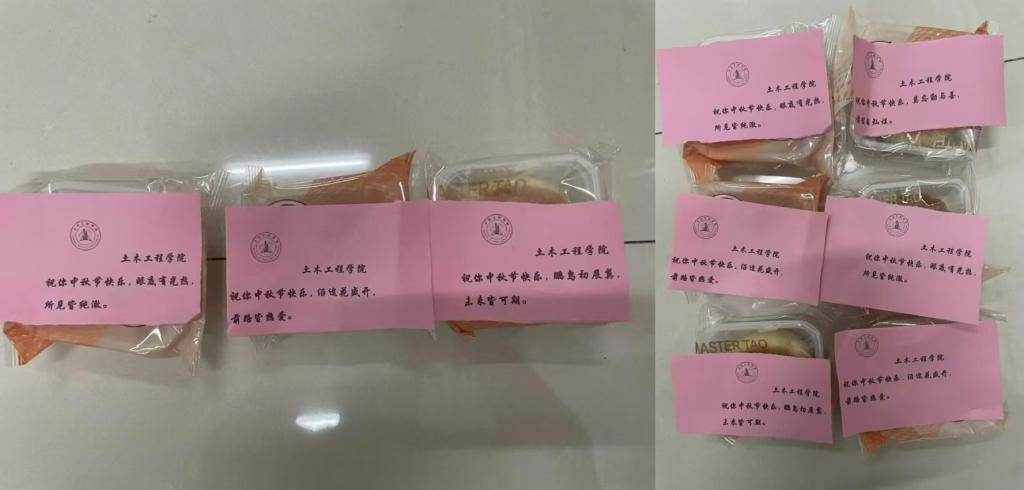 土木工程学院
祝你中秋节快乐，眼底有光热，
所见皆纯澈。
土木工程学院
祝你中秋节快乐，沿途花盛开，
前路皆热爱。
MASTER TAO
土木工程学院
祝你中秋节快乐，鹏鸟初展翼，
未来皆可期。
土木工程学院
祝你中秋节快乐，眼底有光热，
所见皆纯澈。
土木工程学院
祝你中秋节快乐，莫忘勤与善，
前程自灿烂。
土木工程学院
祝你中秋节快乐，沿途花盛开，
前路皆热爱。
土木工程学院
祝你中秋节快乐，眼底有光热，
所见皆纯澈。
MASTER TAO
土木工程学院
祝你中秋节快乐，鹏鸟初展翼，
未来皆可期。
土木工程学院
祝你中秋节快乐，沿途花盛开，
前路皆热爱。